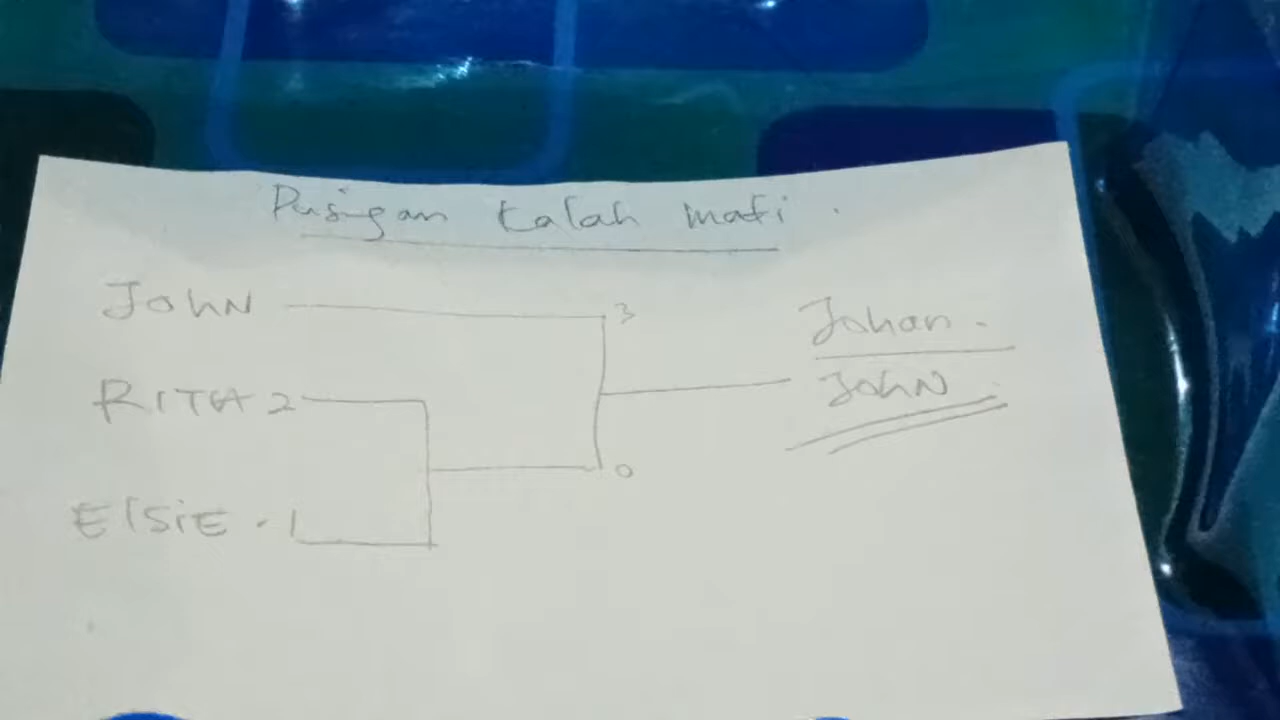 Pusingan kalah mati.
JOHN 3 Johan.
JOHN
RITA 2
0
ElSiE . 1